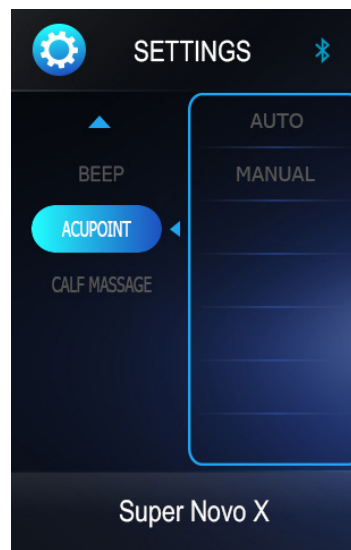 SETTINGS
BEEP
ACUPOINT
CALF MASSAGE
AUTO
MANUAL
Super Novo X